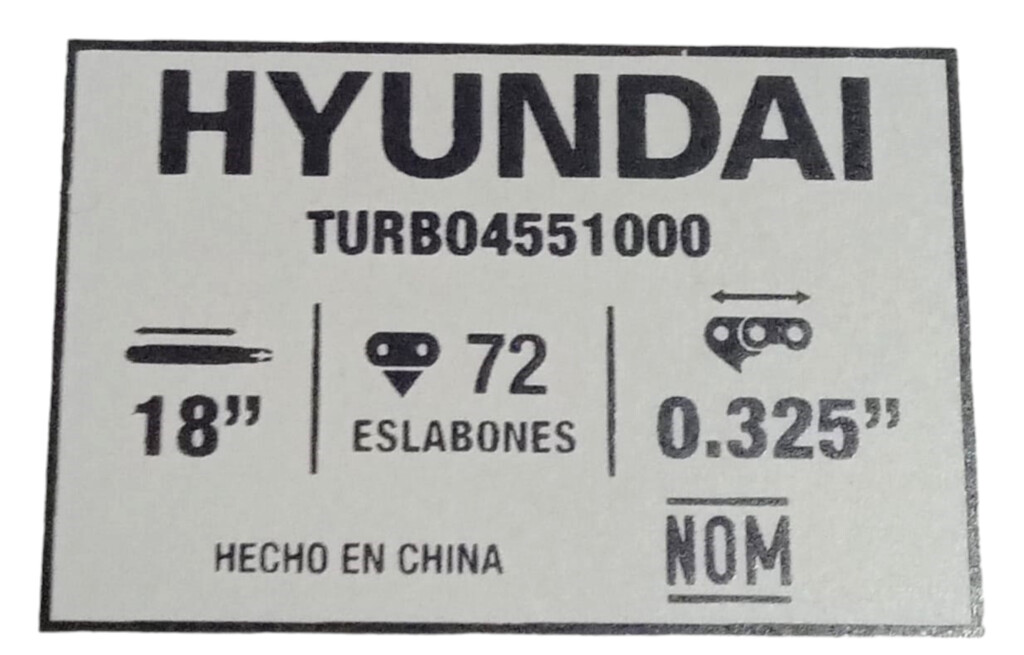 HYUNDAI
TURBO4551000
18”
72
ESLABONES
0.325”
HECHO EN CHINA
NOM